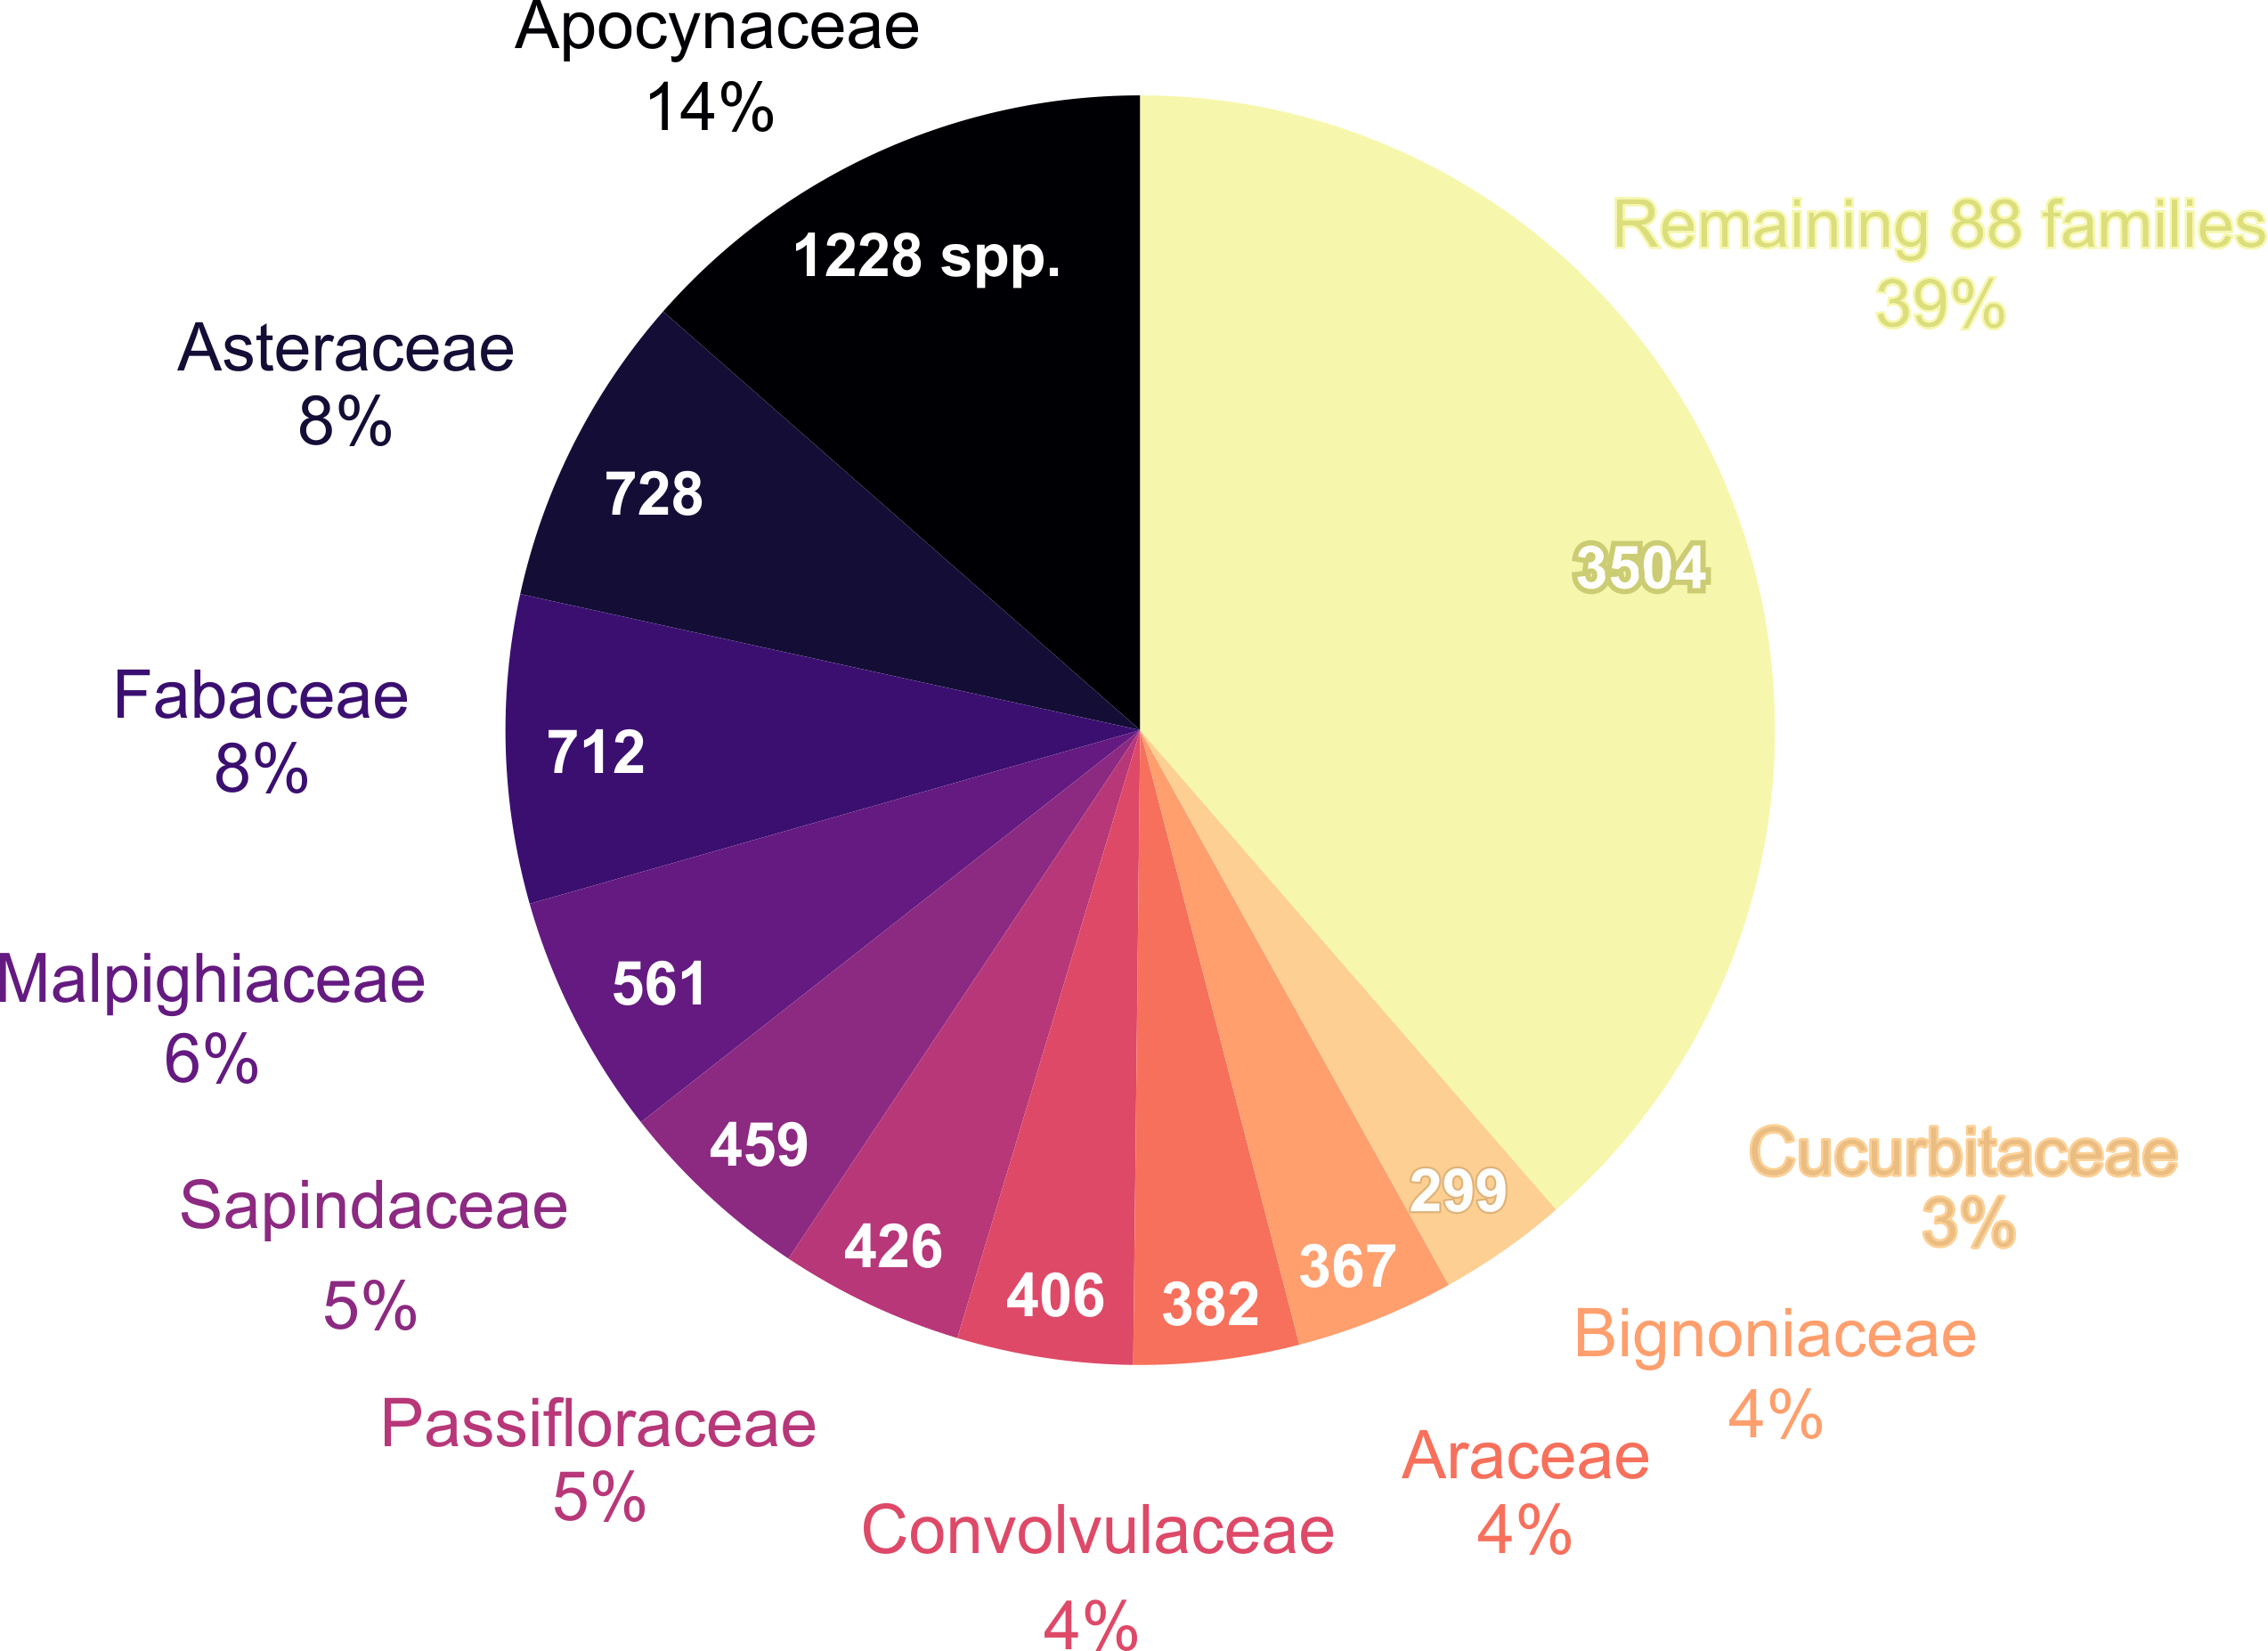 Apocynaceae
14%
1228 spp.
Remaining 88 families
39%
3504
Asteraceae
8%
728
Fabaceae
8%
712
Malpighiaceae
6%
561
Sapindaceae
5%
459
Passifloraceae
5%
426
Convolvulaceae
4%
406
Araceae
4%
382
Bignoniaceae
4%
367
Cucurbitaceae
3%
299